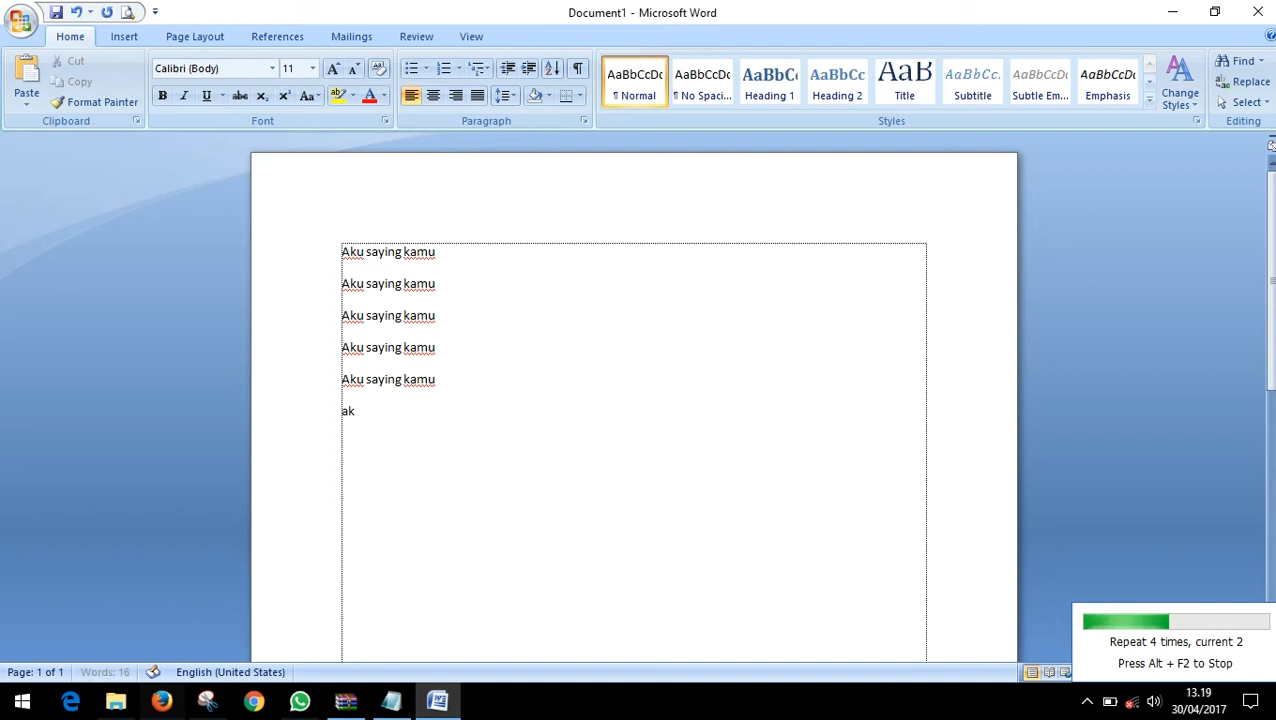 Document1 - Microsoft Word
Home Insert Page Layout References Mailings Review View
Paste
Cut
Copy
Format Painter
Clipboard
Calibri (Body) 11
Font
Paragraph
AaBbCcDc AaBbCcDc AaBbC AaBbCc AaB AaBbCc. AaBbCcDc AaBbCcDc
¶ Normal ¶ No Spaci... Heading 1 Heading 2 Title Subtitle Subtle Em... Emphasis
Change Styles
Styles
Find
Replace
Select
Editing
Aku saying kamu
Aku saying kamu
Aku saying kamu
Aku saying kamu
Aku saying kamu
ak
Repeat 4 times, current 2
Press Alt + F2 to Stop
Page: 1 of 1 Words: 16 English (United States)
13.19
30/04/2017